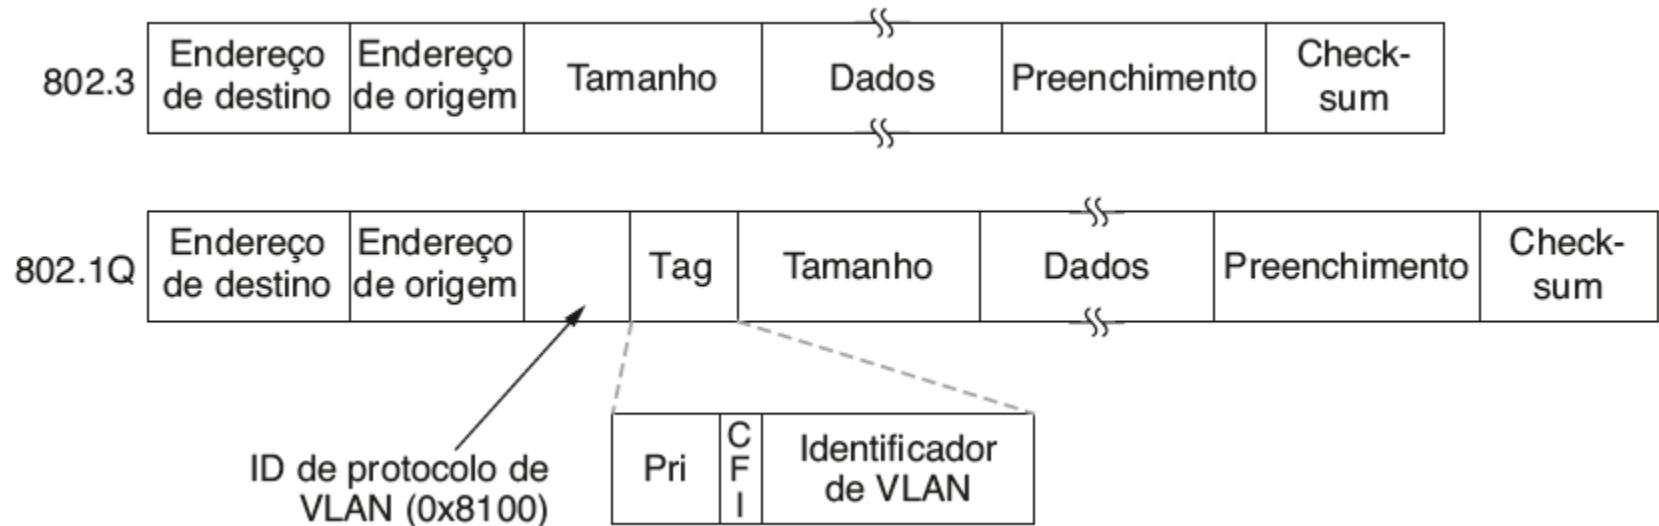 802.3
Endereço
de destino
Endereço
de origem
Tamanho
Dados
Preenchimento
Check-
sum
802.1Q
Endereço
de destino
Endereço
de origem
Tag
Tamanho
Dados
Preenchimento
Check-
sum
ID de protocolo de
VLAN (0x8100)
Pri
C
F
I
Identificador
de VLAN